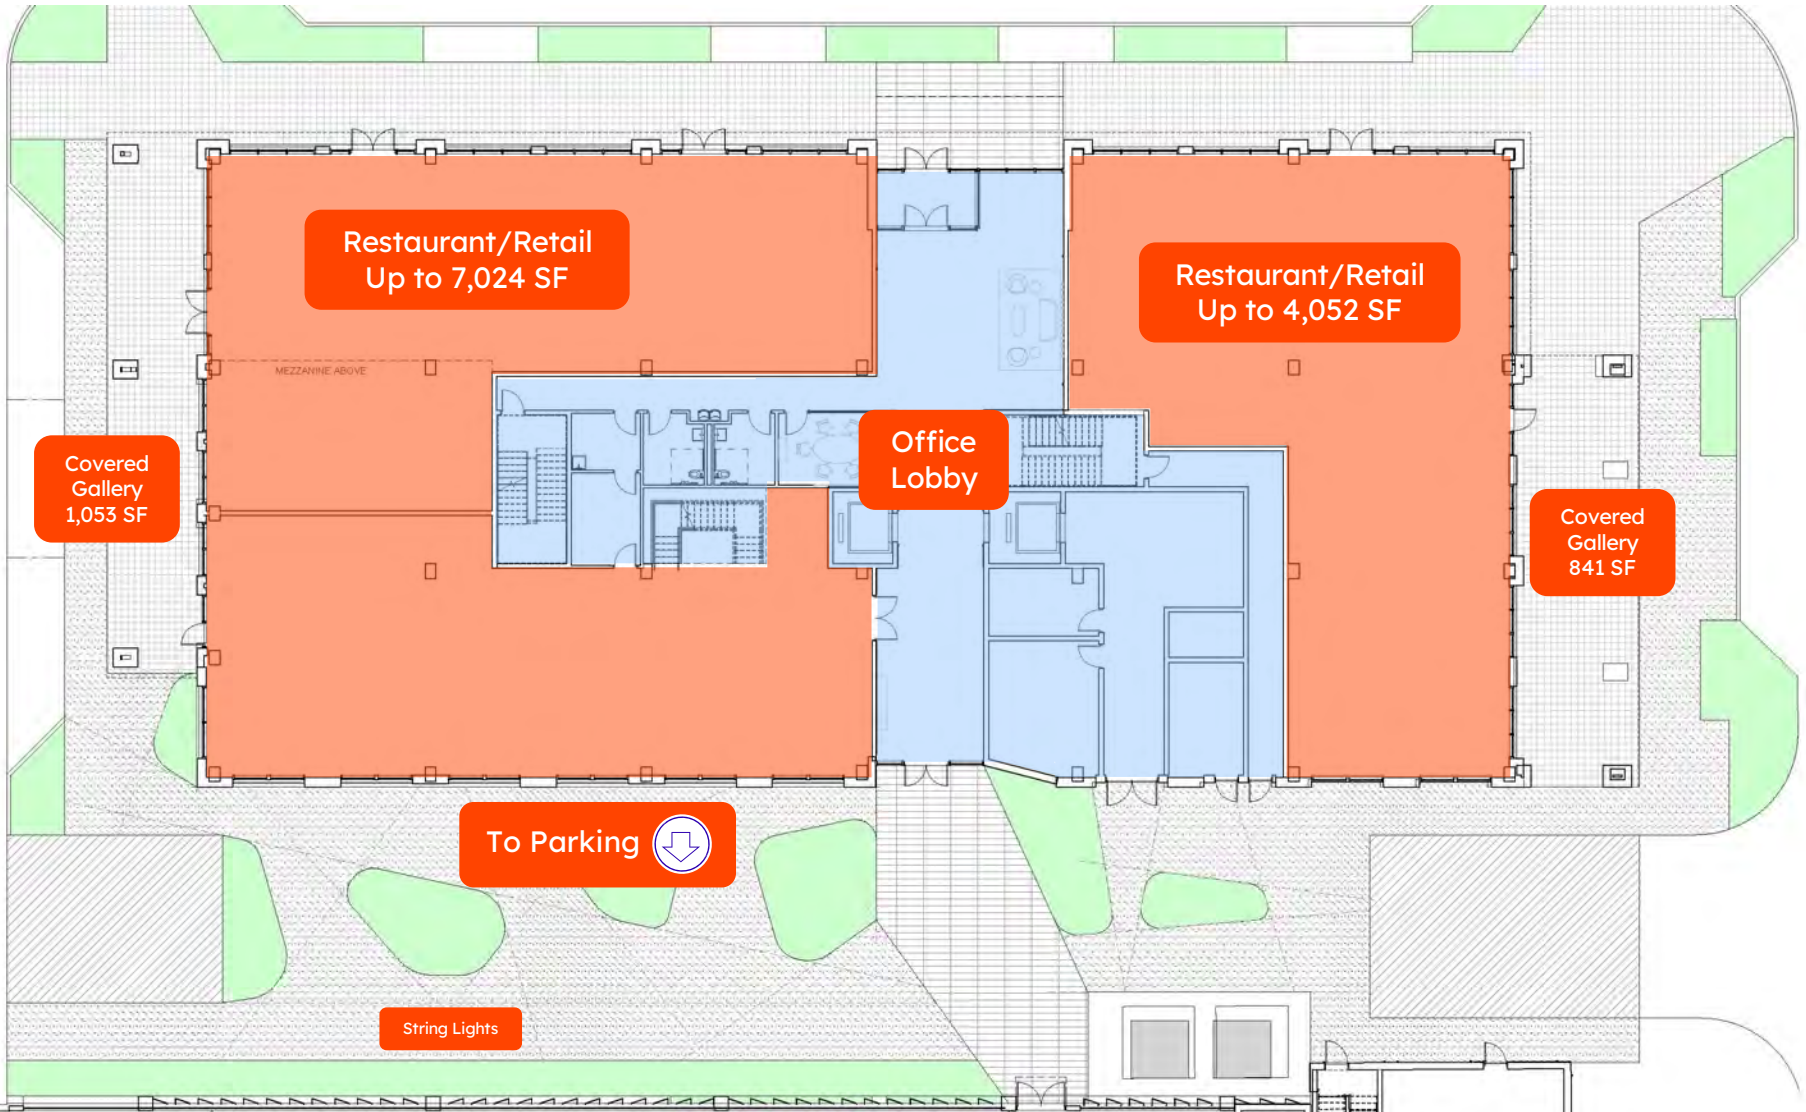 Restaurant/Retail
Up to 7,024 SF
Restaurant/Retail
Up to 4,052 SF
MEZZANINE ABOVE
Office
Lobby
Covered
Gallery
1,053 SF
Covered
Gallery
841 SF
To Parking
String Lights